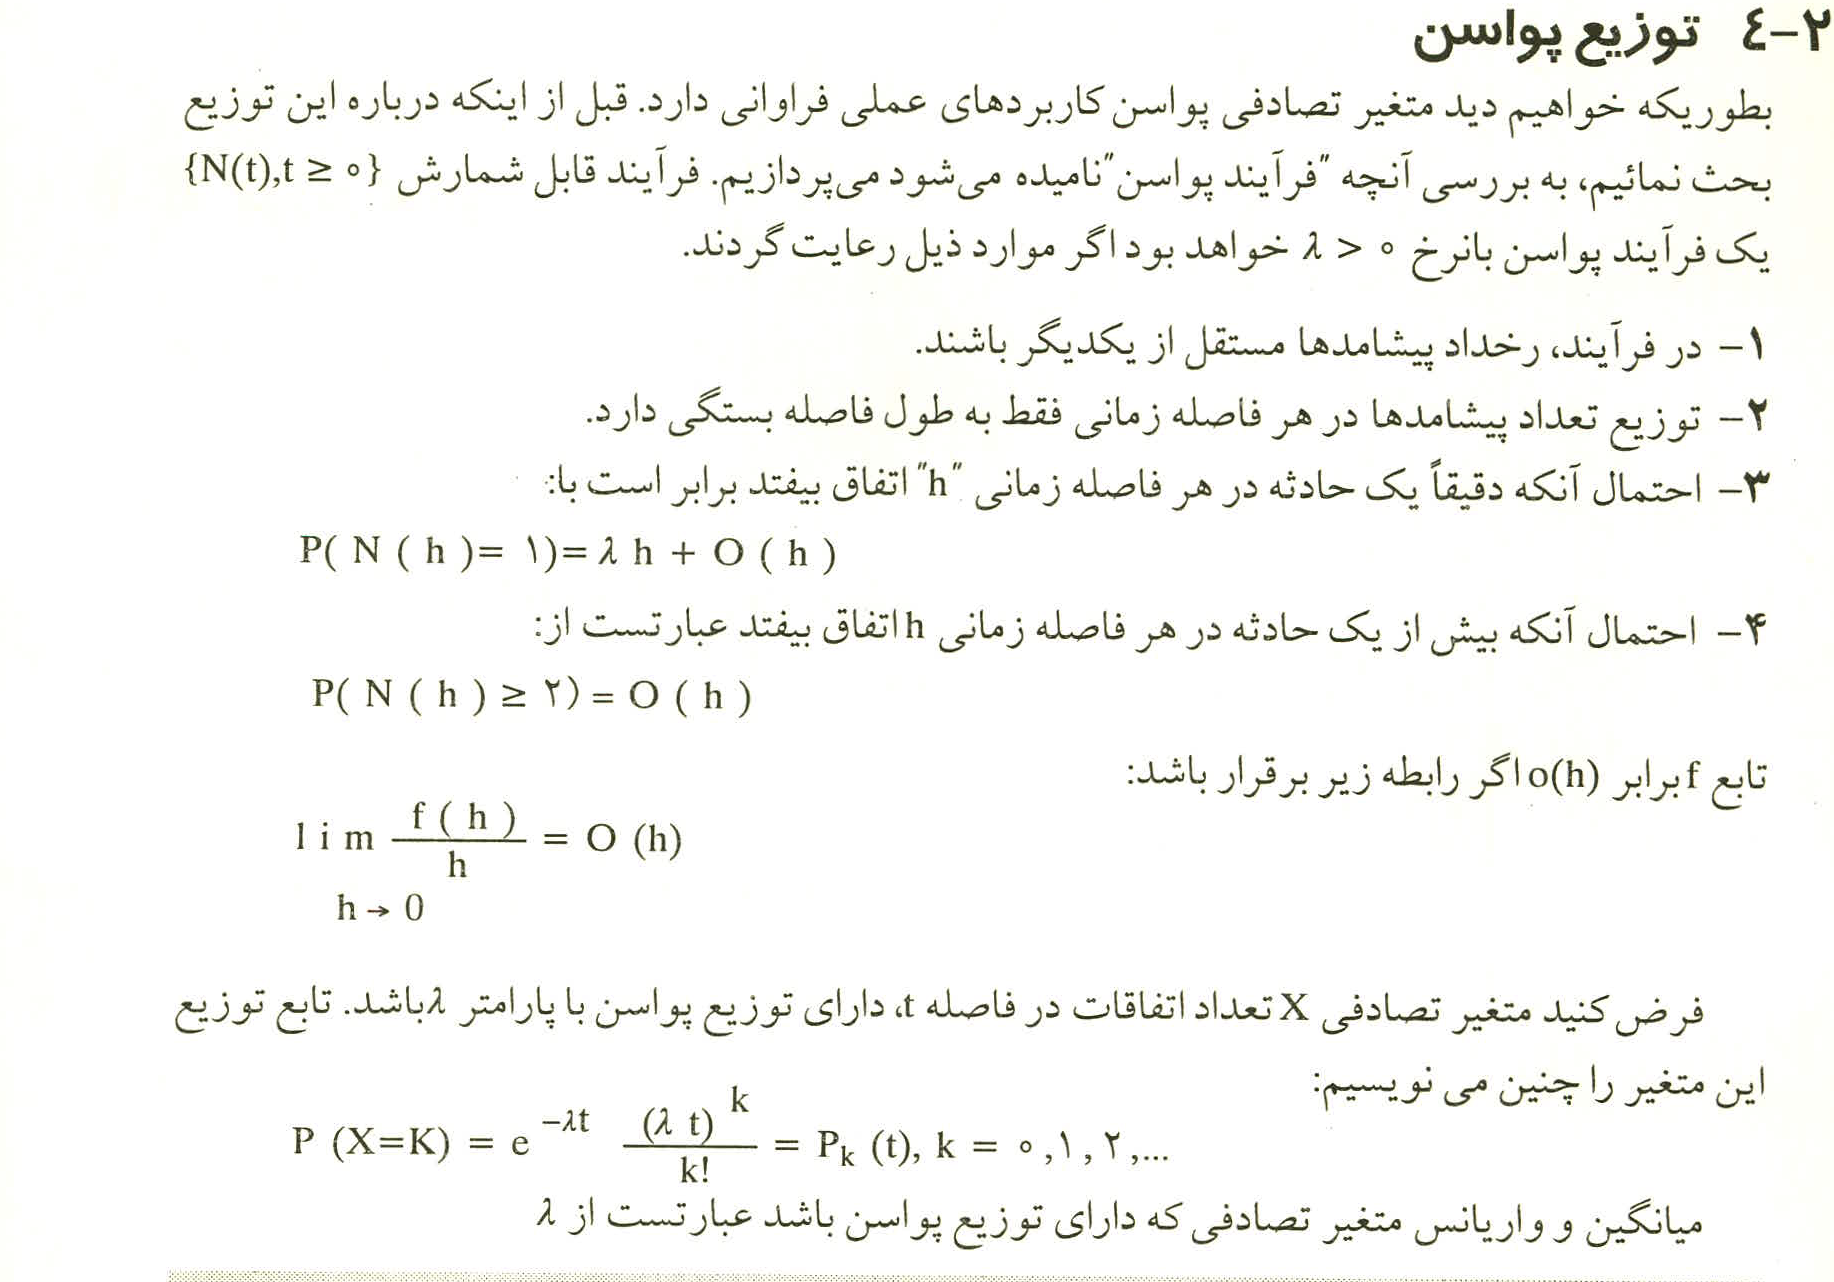 ۲–٤ توزیع پواسن
بطوریکه خواهیم دید متغیر تصادفی پواسن کاربردهای عملی فراوانی دارد. قبل از اینکه درباره این توزیع
بحث نمائیم، به بررسی آنچه "فرآیند پواسن" نامیده می‌شود می‌پردازیم. فرآیند قابل شمارش {N(t),t ≥ ۰}
یک فرآیند پواسن بانرخ λ > ۰ خواهد بود اگر موارد ذیل رعایت گردند.
۱– در فرآیند، رخداد پیشامدها مستقل از یکدیگر باشند.
۲– توزیع تعداد پیشامدها در هر فاصله زمانی فقط به طول فاصله بستگی دارد.
۳– احتمال آنکه دقیقاً یک حادثه در هر فاصله زمانی "h" اتفاق بیفتد برابر است با:
P( N ( h )= ۱)= λ h + O ( h )
۴– احتمال آنکه بیش از یک حادثه در هر فاصله زمانی h اتفاق بیفتد عبارتست از:
P( N ( h ) ≥ ۲) = O ( h )
تابع f برابر o(h) اگر رابطه زیر برقرار باشد:
lim f ( h ) / h = O (h)
h → 0
فرض کنید متغیر تصادفی X تعداد اتفاقات در فاصله t، دارای توزیع پواسن با پارامتر λ باشد. تابع توزیع
این متغیر را چنین می نویسیم:
P (X=K) = e^–λt (λ t)^k / k! = P_k (t), k = ۰,۱,۲,...
میانگین و واریانس متغیر تصادفی که دارای توزیع پواسن باشد عبارتست از λ